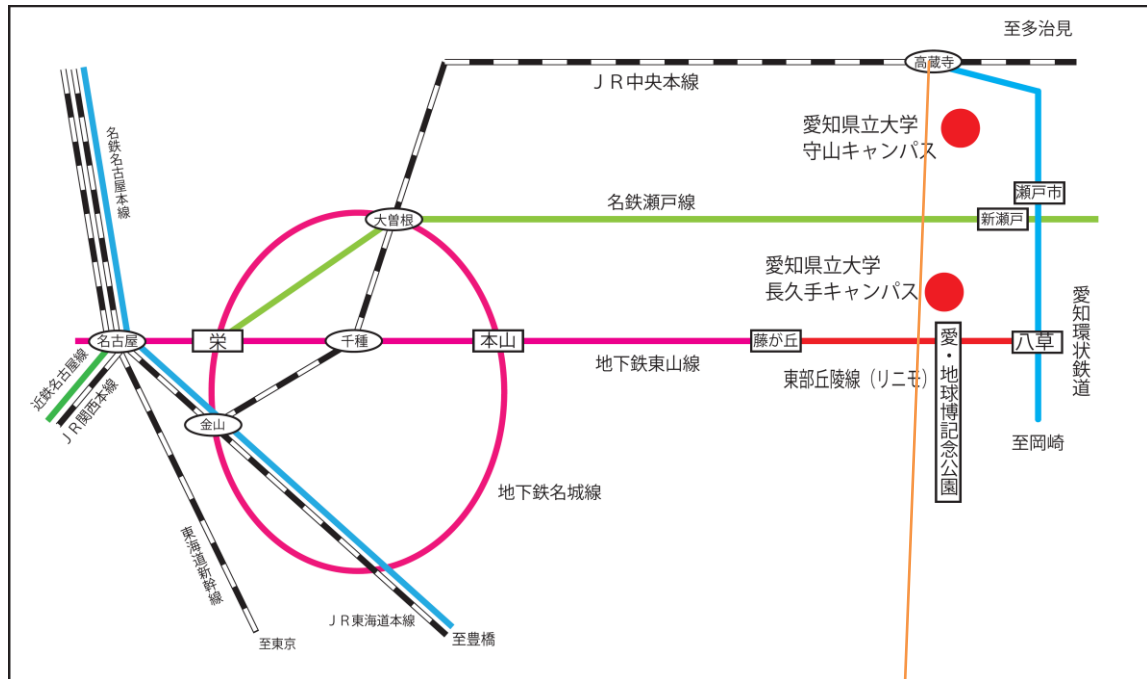 至多治見
高蔵寺
ＪＲ中央本線
愛知県立大学
守山キャンパス
名鉄名古屋本線
瀬戸市
名鉄瀬戸線
新瀬戸
大曽根
愛知県立大学
長久手キャンパス
愛知環状鉄道
名古屋
栄
千種
本山
藤が丘
八草
地下鉄東山線
東部丘陵線（リニモ）
愛・地球博記念公園
近鉄名古屋線
ＪＲ関西本線
金山
至岡崎
地下鉄名城線
東海道新幹線
ＪＲ東海道本線
至東京
至豊橋